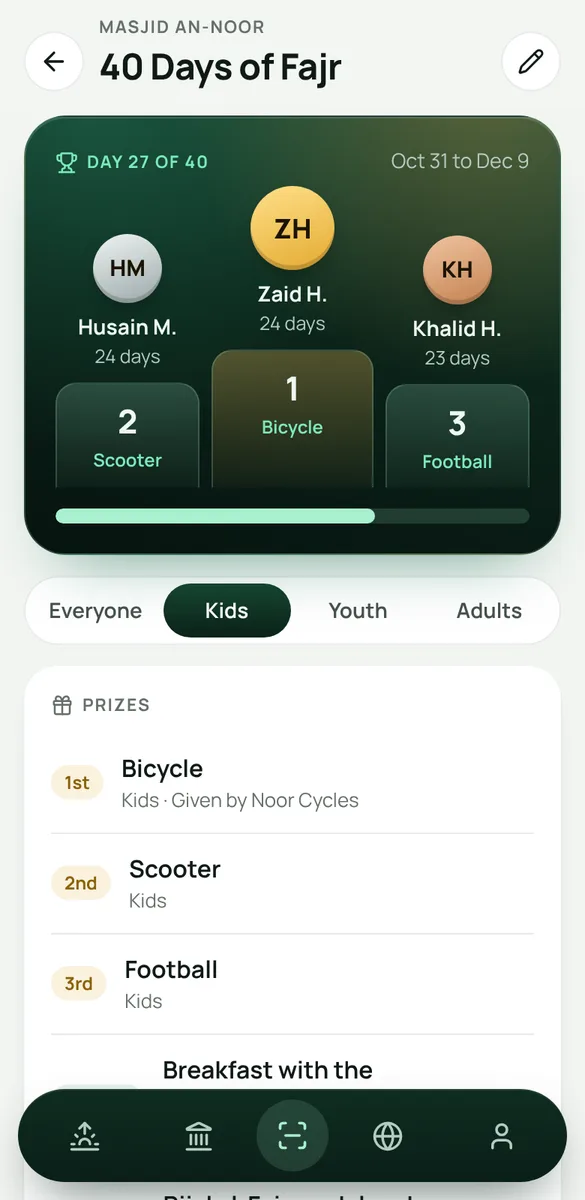 MASJID AN-NOOR
40 Days of Fajr
DAY 27 OF 40
Oct 31 to Dec 9
ZH
HM
KH
Zaid H.
24 days
Husain M.
24 days
Khalid H.
23 days
1
Bicycle
2
Scooter
3
Football
Everyone
Kids
Youth
Adults
PRIZES
1st
Bicycle
Kids · Given by Noor Cycles
2nd
Scooter
Kids
3rd
Football
Kids
Breakfast with the